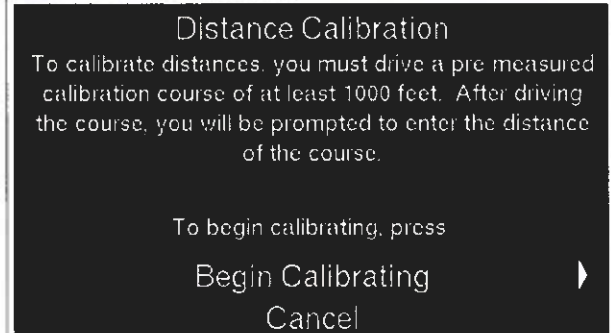 Distance Calibration
To calibrate distances, you must drive a pre measured
calibration course of at least 1000 feet. After driving
the course, you will be prompted to enter the distance
of the course.
To begin calibrating, press
Begin Calibrating
Cancel